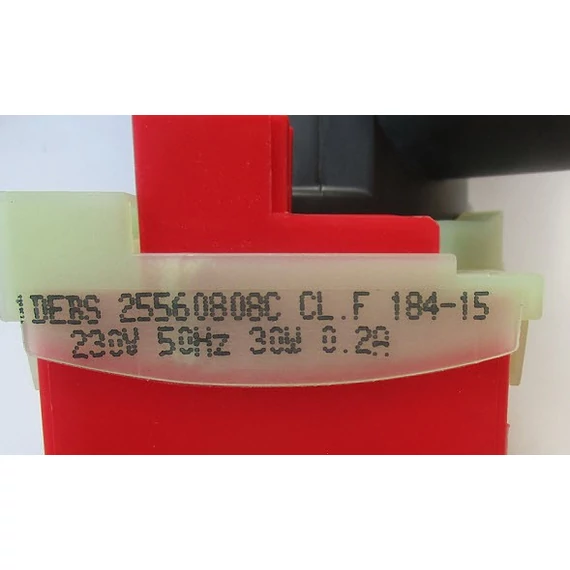 DEBS 25560808C CL.F 184-15
230V 50Hz 30W 0.2A